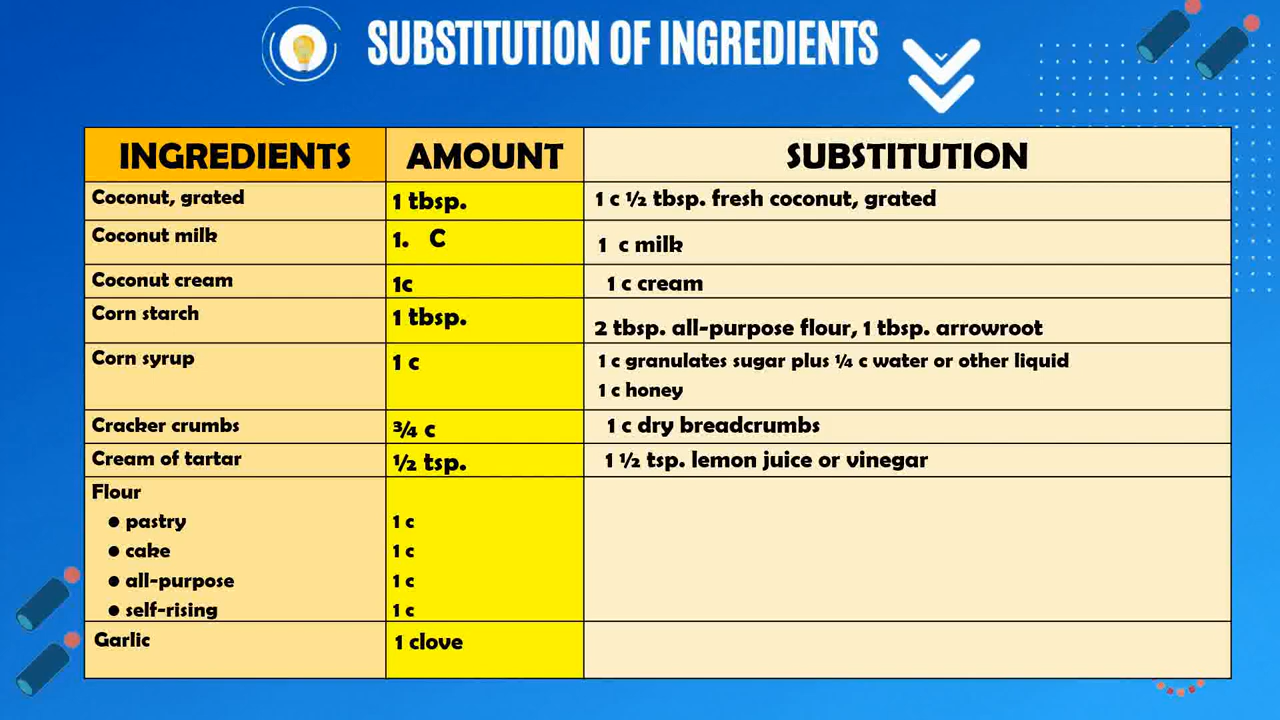 SUBSTITUTION OF INGREDIENTS
INGREDIENTS AMOUNT SUBSTITUTION
Coconut, grated 1 tbsp. 1 c ½ tbsp. fresh coconut, grated
Coconut milk 1. C 1 c milk
Coconut cream 1c 1 c cream
Corn starch 1 tbsp. 2 tbsp. all-purpose flour, 1 tbsp. arrowroot
Corn syrup 1 c 1 c granulates sugar plus ¼ c water or other liquid
1 c honey
Cracker crumbs ¾ c 1 c dry breadcrumbs
Cream of tartar ½ tsp. 1 ½ tsp. lemon juice or vinegar
Flour
● pastry 1 c
● cake 1 c
● all-purpose 1 c
● self-rising 1 c
Garlic 1 clove